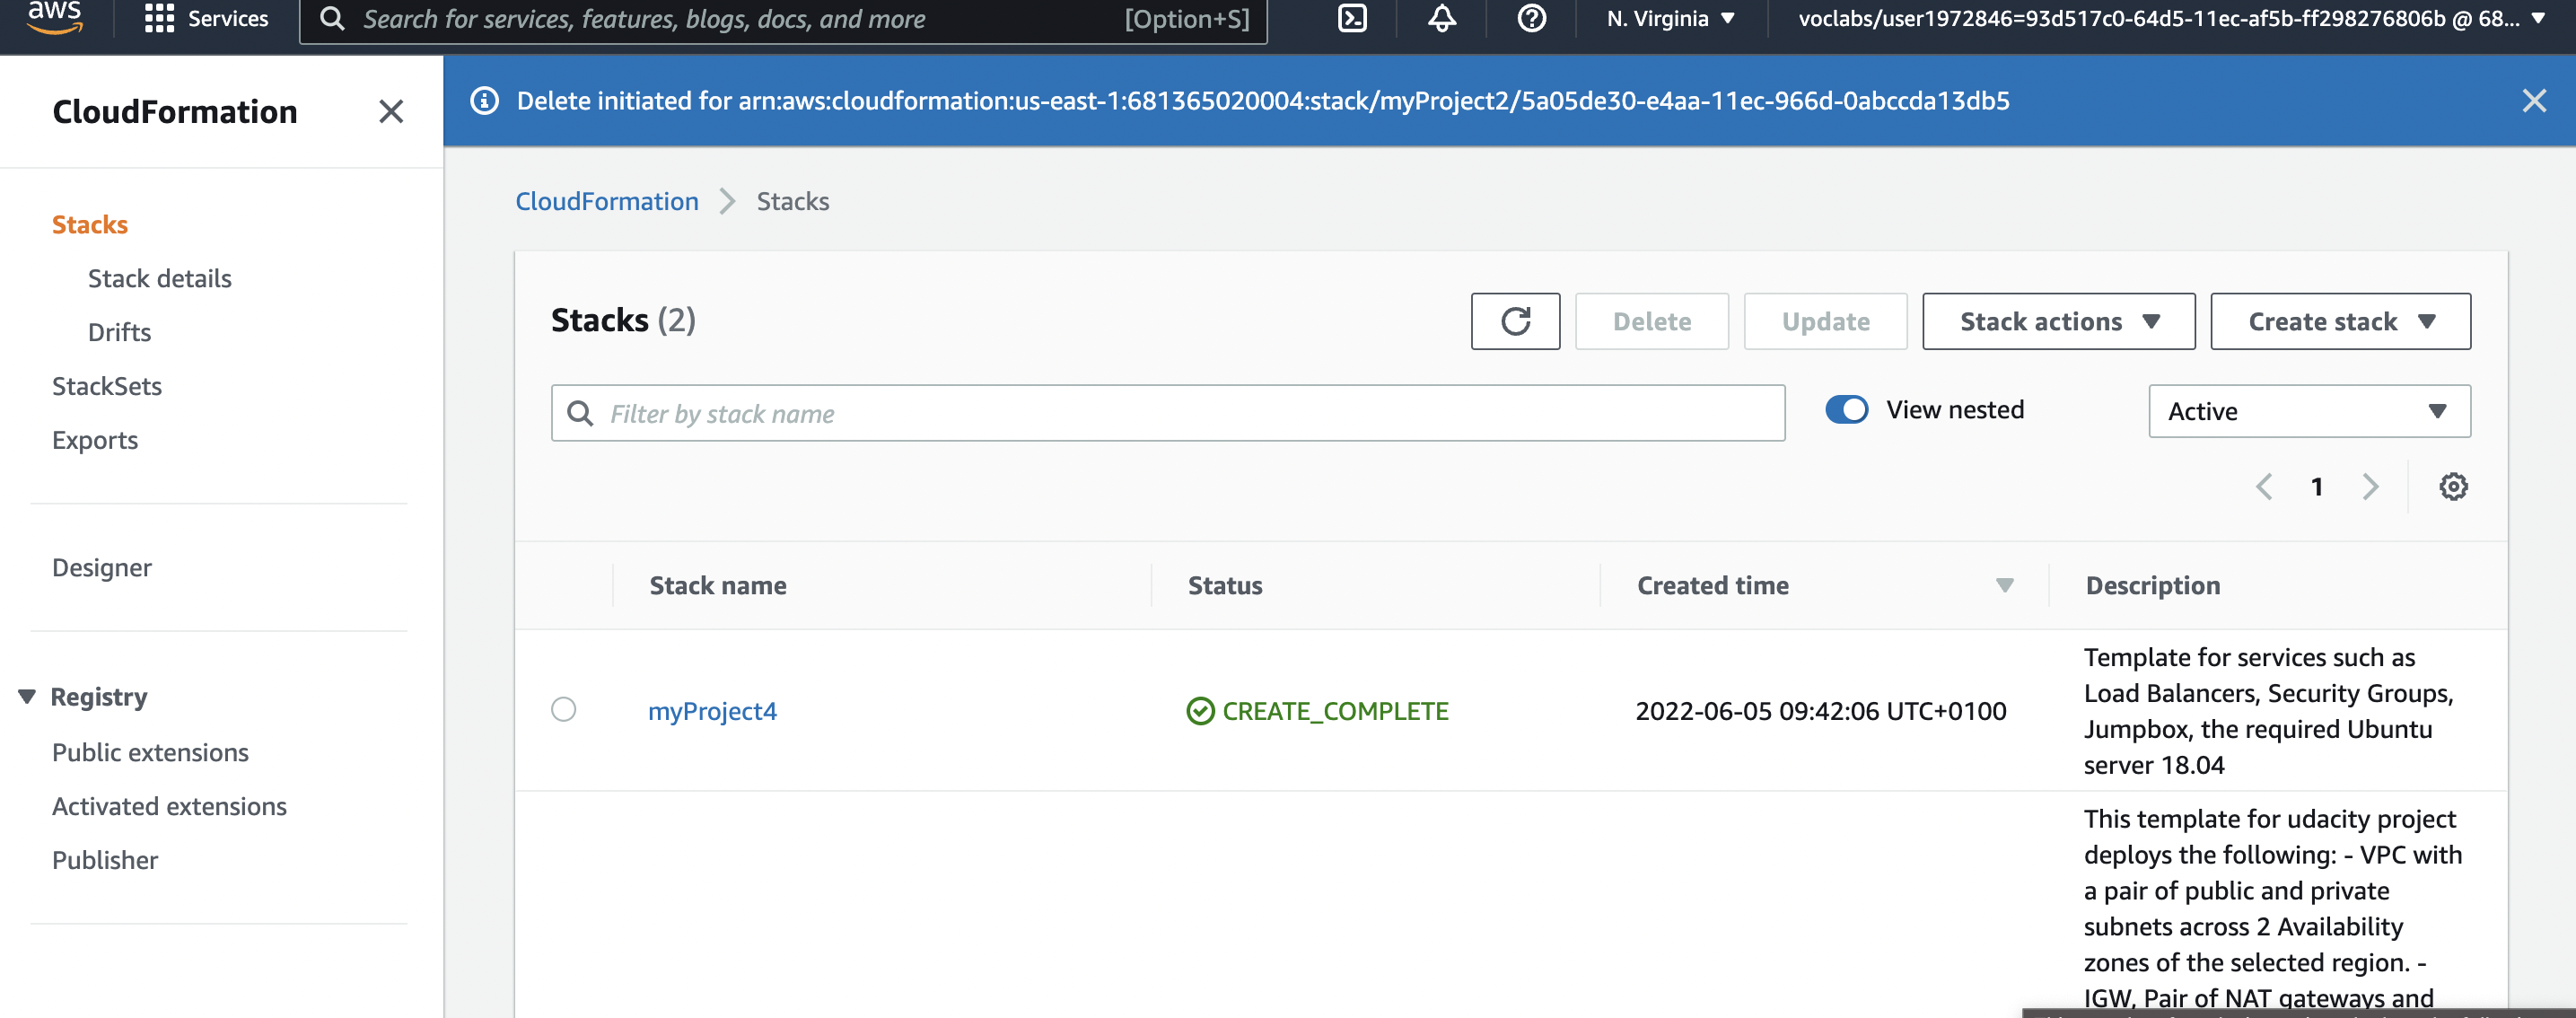 aws
Services
Search for services, features, blogs, docs, and more [Option+S]
N. Virginia
voclabs/user1972846=93d517c0-64d5-11ec-af5b-ff298276806b @ 68...
CloudFormation
Delete initiated for arn:aws:cloudformation:us-east-1:681365020004:stack/myProject2/5a05de30-e4aa-11ec-966d-0abccda13db5
Stacks
Stack details
Drifts
StackSets
Exports
Designer
Registry
Public extensions
Activated extensions
Publisher
CloudFormation Stacks
Stacks (2)
Delete
Update
Stack actions
Create stack
Filter by stack name
View nested
Active
1
Stack name
Status
Created time
Description
myProject4
CREATE_COMPLETE
2022-06-05 09:42:06 UTC+0100
Template for services such as
Load Balancers, Security Groups,
Jumpbox, the required Ubuntu
server 18.04
This template for udacity project
deploys the following: - VPC with
a pair of public and private
subnets across 2 Availability
zones of the selected region. -
IGW, Pair of NAT gateways and